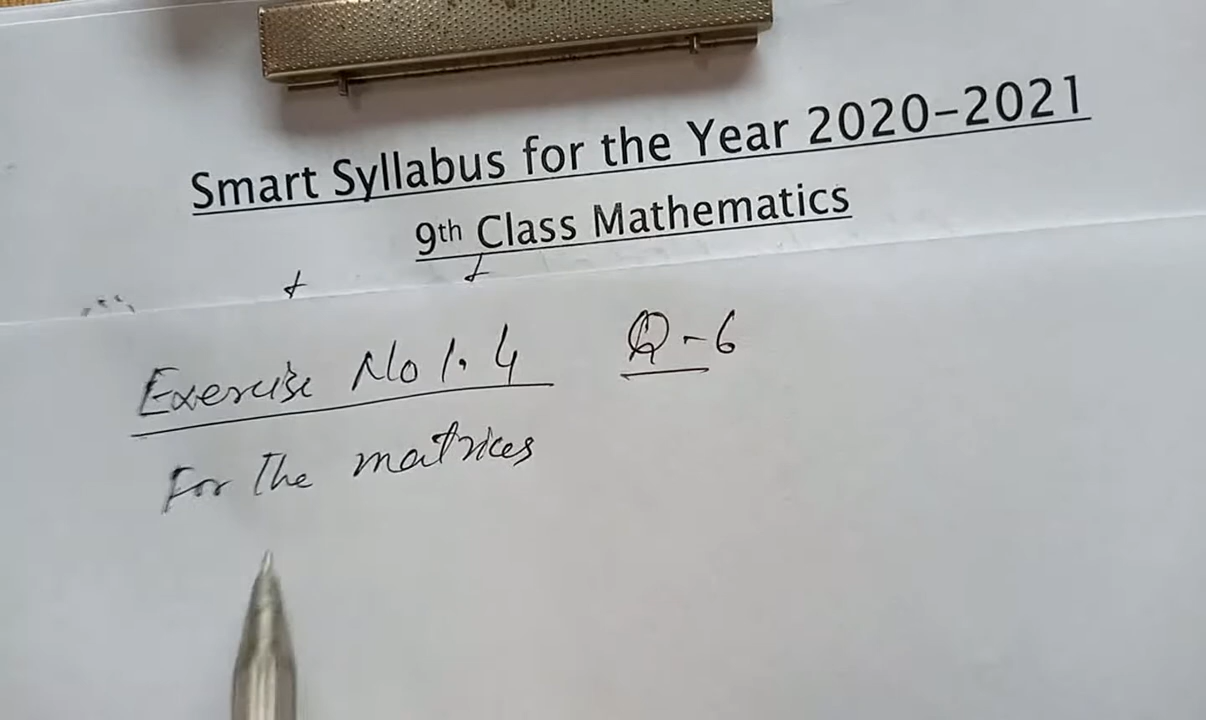 Smart Syllabus for the Year 2020-2021
9th Class Mathematics
Exercise No 1.4 Q-6
For The matrices